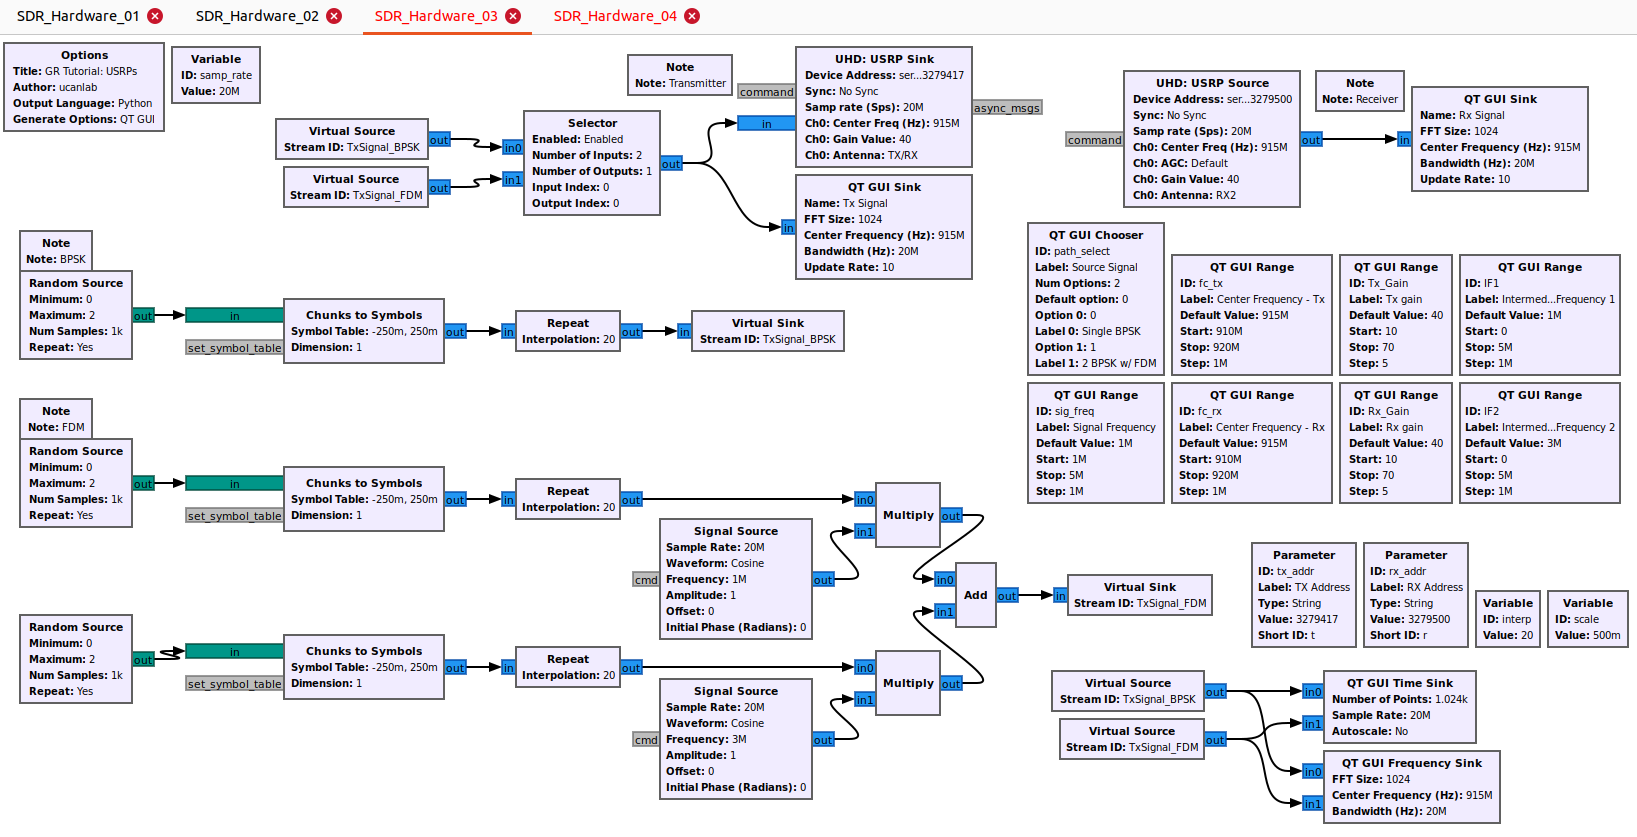 SDR_Hardware_01
SDR_Hardware_02
SDR_Hardware_03
SDR_Hardware_04
Options
Title: GR Tutorial: USRPs
Author: ucanlab
Output Language: Python
Generate Options: QT GUI
Variable
ID: samp_rate
Value: 20M
Virtual Source
Stream ID: TxSignal_BPSK
out
Virtual Source
Stream ID: TxSignal_FDM
out
in0
in1
Selector
Enabled: Enabled
Number of Inputs: 2
Number of Outputs: 1
Input Index: 0
Output Index: 0
out
Note
Note: Transmitter
command
in
UHD: USRP Sink
Device Address: ser...3279417
Sync: No Sync
Samp rate (Sps): 20M
Ch0: Center Freq (Hz): 915M
Ch0: Gain Value: 40
Ch0: Antenna: TX/RX
async_msgs
in
QT GUI Sink
Name: Tx Signal
FFT Size: 1024
Center Frequency (Hz): 915M
Bandwidth (Hz): 20M
Update Rate: 10
command
UHD: USRP Source
Device Address: ser...3279500
Sync: No Sync
Samp rate (Sps): 20M
Ch0: Center Freq (Hz): 915M
Ch0: AGC: Default
Ch0: Gain Value: 40
Ch0: Antenna: RX2
out
Note
Note: Receiver
in
QT GUI Sink
Name: Rx Signal
FFT Size: 1024
Center Frequency (Hz): 915M
Bandwidth (Hz): 20M
Update Rate: 10
Note
Note: BPSK
Random Source
Minimum: 0
Maximum: 2
Num Samples: 1k
Repeat: Yes
out
in
set_symbol_table
Chunks to Symbols
Symbol Table: -250m, 250m
Dimension: 1
out
in
Repeat
Interpolation: 20
out
in
Virtual Sink
Stream ID: TxSignal_BPSK
QT GUI Chooser
ID: path_select
Label: Source Signal
Num Options: 2
Default option: 0
Option 0: 0
Label 0: Single BPSK
Option 1: 1
Label 1: 2 BPSK w/ FDM
QT GUI Range
ID: fc_tx
Label: Center Frequency - Tx
Default Value: 915M
Start: 910M
Stop: 920M
Step: 1M
QT GUI Range
ID: Tx_Gain
Label: Tx gain
Default Value: 40
Start: 10
Stop: 70
Step: 5
QT GUI Range
ID: IF1
Label: Intermed...Frequency 1
Default Value: 1M
Start: 0
Stop: 5M
Step: 1M
QT GUI Range
ID: sig_freq
Label: Signal Frequency
Default Value: 1M
Start: 1M
Stop: 5M
Step: 1M
QT GUI Range
ID: fc_rx
Label: Center Frequency - Rx
Default Value: 915M
Start: 910M
Stop: 920M
Step: 1M
QT GUI Range
ID: Rx_Gain
Label: Rx gain
Default Value: 40
Start: 10
Stop: 70
Step: 5
QT GUI Range
ID: IF2
Label: Intermed...Frequency 2
Default Value: 3M
Start: 0
Stop: 5M
Step: 1M
Note
Note: FDM
Random Source
Minimum: 0
Maximum: 2
Num Samples: 1k
Repeat: Yes
out
in
set_symbol_table
Chunks to Symbols
Symbol Table: -250m, 250m
Dimension: 1
out
in
Repeat
Interpolation: 20
out
cmd
Signal Source
Sample Rate: 20M
Waveform: Cosine
Frequency: 1M
Amplitude: 1
Offset: 0
Initial Phase (Radians): 0
out
in0
in1
Multiply
out
Random Source
Minimum: 0
Maximum: 2
Num Samples: 1k
Repeat: Yes
out
in
set_symbol_table
Chunks to Symbols
Symbol Table: -250m, 250m
Dimension: 1
out
in
Repeat
Interpolation: 20
out
cmd
Signal Source
Sample Rate: 20M
Waveform: Cosine
Frequency: 3M
Amplitude: 1
Offset: 0
Initial Phase (Radians): 0
out
in0
in1
Multiply
out
in0
in1
Add
out
in
Virtual Sink
Stream ID: TxSignal_FDM
Parameter
ID: tx_addr
Label: TX Address
Type: String
Value: 3279417
Short ID: t
Parameter
ID: rx_addr
Label: RX Address
Type: String
Value: 3279500
Short ID: r
Variable
ID: interp
Value: 20
Variable
ID: scale
Value: 500m
Virtual Source
Stream ID: TxSignal_BPSK
out
Virtual Source
Stream ID: TxSignal_FDM
out
in0
in1
QT GUI Time Sink
Number of Points: 1.024k
Sample Rate: 20M
Autoscale: No
in0
in1
QT GUI Frequency Sink
FFT Size: 1024
Center Frequency (Hz): 915M
Bandwidth (Hz): 20M